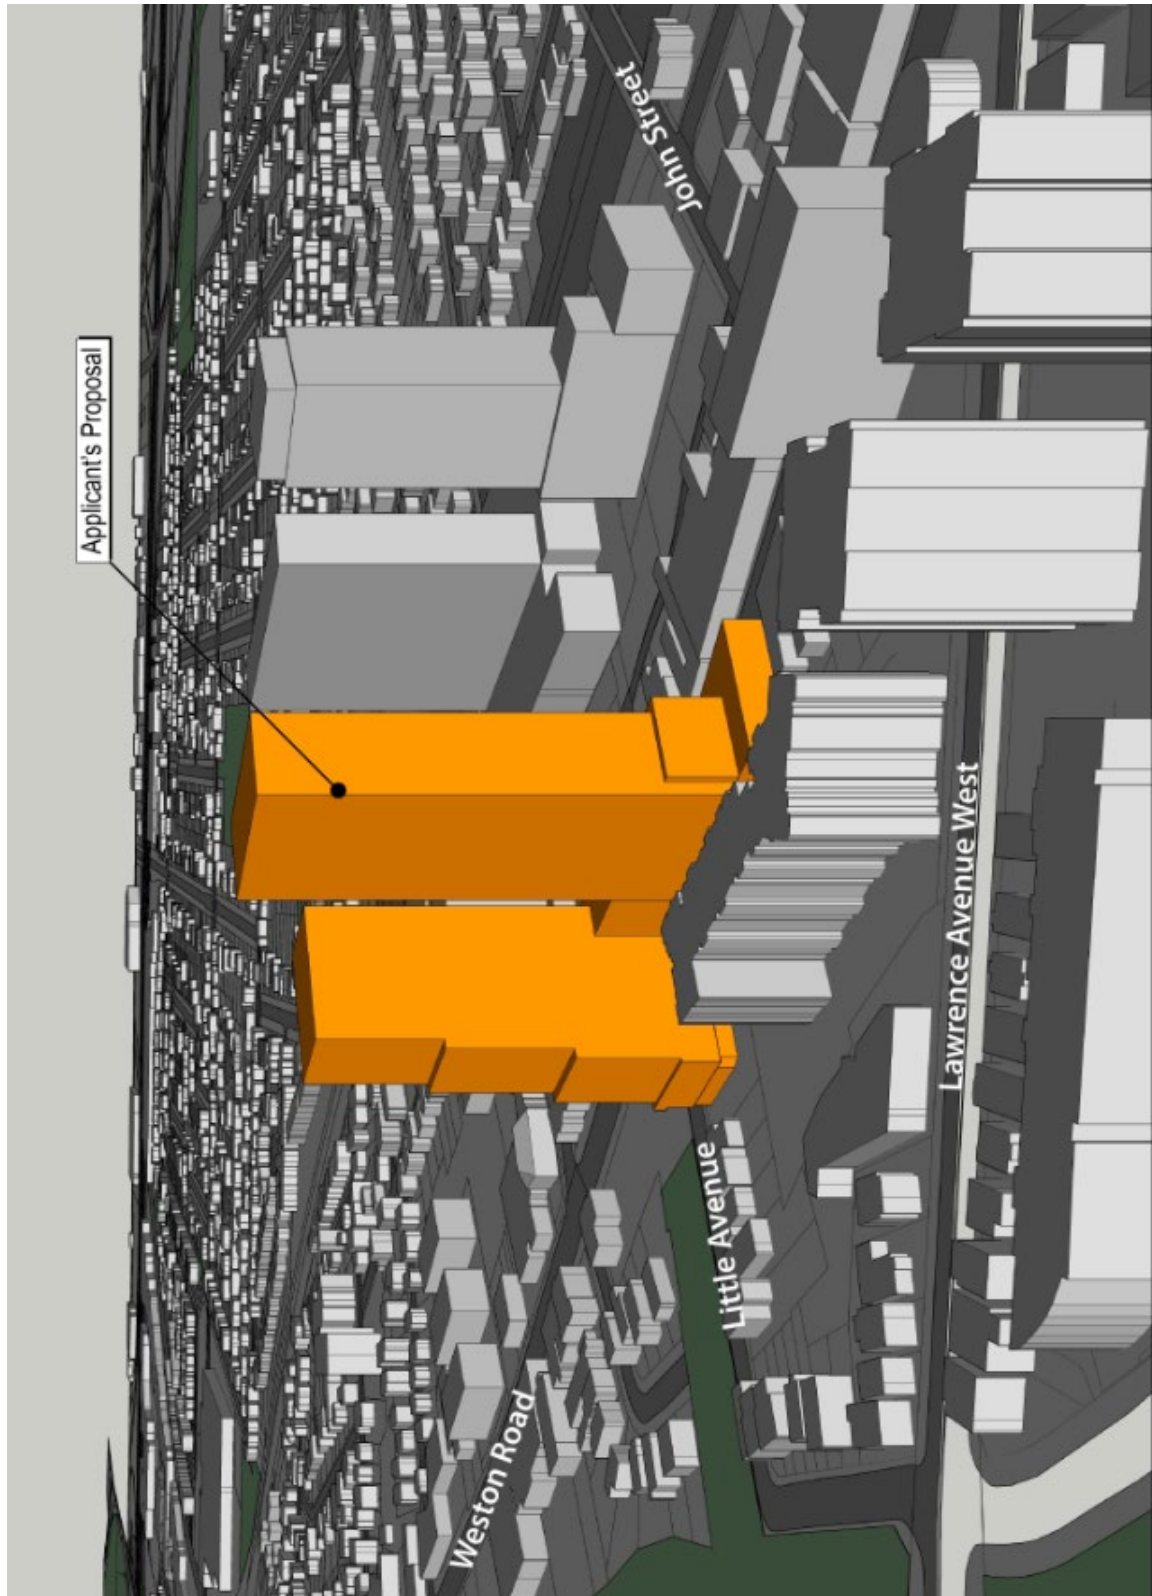 Applicant's Proposal
John Street
Lawrence Avenue West
Little Avenue
Weston Road